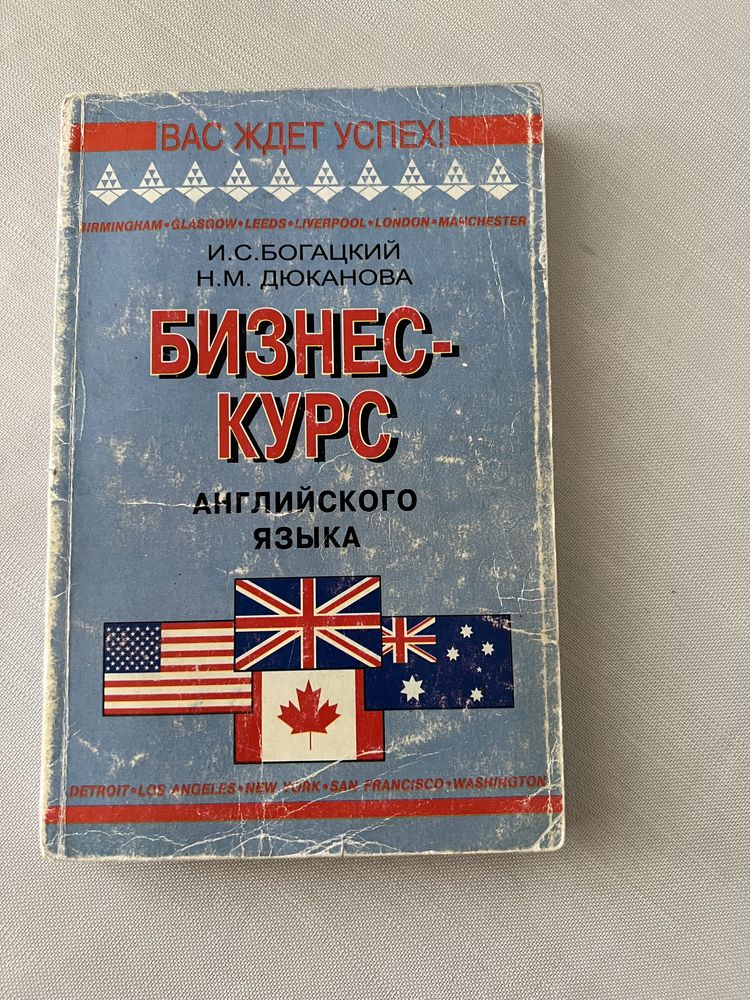 ВАС ЖДЕТ УСПЕХ!
BIRMINGHAM•GLASGOW•LEEDS•LIVERPOOL•LONDON•MANCHESTER
И.С.БОГАЦКИЙ
Н.М. ДЮКАНОВА
БИЗНЕС-
КУРС
АНГЛИЙСКОГО
ЯЗЫКА
DETROIT•LOS ANGELES•NEW YORK•SAN FRANCISCO•WASHINGTON